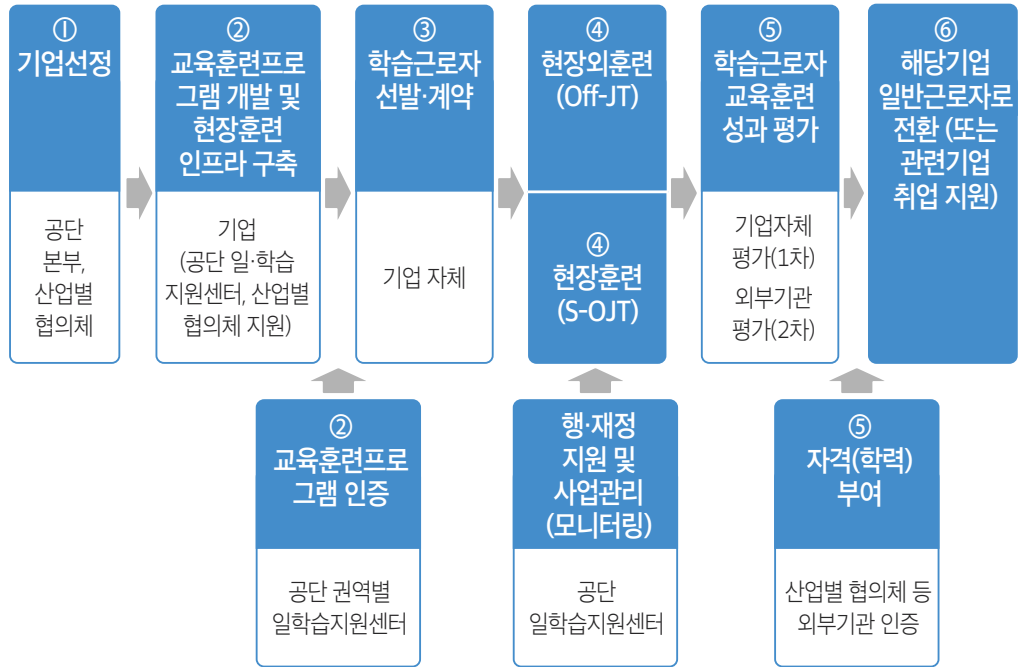 ①
기업선정
공단
본부,
산업별
협의체
②
교육훈련프로
그램 개발 및
현장훈련
인프라 구축
기업
(공단 일·학습
지원센터, 산업별
협의체 지원)
③
학습근로자
선발·계약
기업 자체
④
현장외훈련
(Off-JT)
④
현장훈련
(S-OJT)
⑤
학습근로자
교육훈련
성과 평가
기업자체
평가(1차)
외부기관
평가(2차)
⑥
해당기업
일반근로자로
전환 (또는
관련기업
취업 지원)
②
교육훈련프로
그램 인증
공단 권역별
일학습지원센터
행·재정
지원 및
사업관리
(모니터링)
공단
일학습지원센터
⑤
자격(학력)
부여
산업별 협의체 등
외부기관 인증